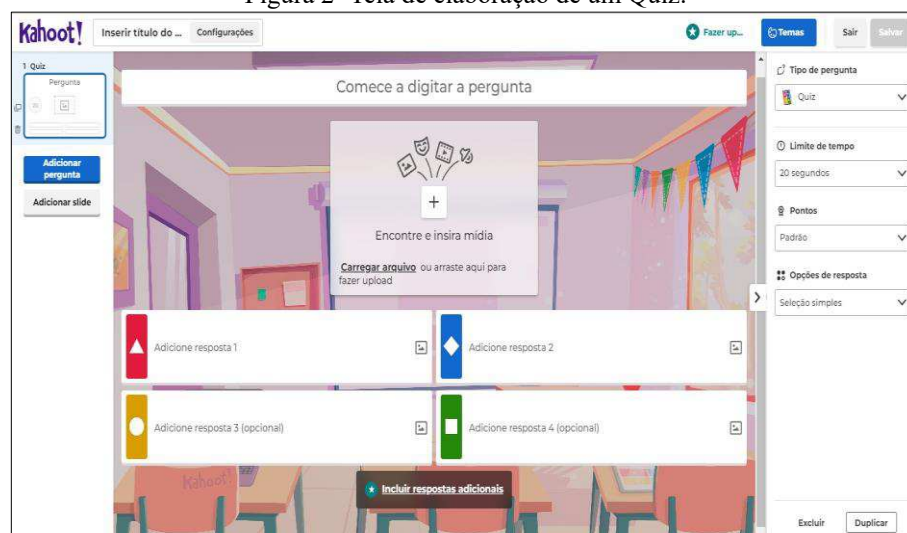 Figura 2- Tela de elaboração de um Quiz.
Kahoot!
Inserir título do ...
Configurações
Fazer up...
Temas
Sair
Salvar
1 Quiz
Pergunta
Adicionar
pergunta
Adicionar slide
Comece a digitar a pergunta
Encontre e insira mídia
Carregar arquivo ou arraste aqui para
fazer upload
Adicione resposta 1
Adicione resposta 2
Adicione resposta 3 (opcional)
Adicione resposta 4 (opcional)
Kahoot!
Incluir respostas adicionais
Tipo de pergunta
Quiz
Limite de tempo
20 segundos
Pontos
Padrão
Opções de resposta
Seleção simples
Excluir
Duplicar